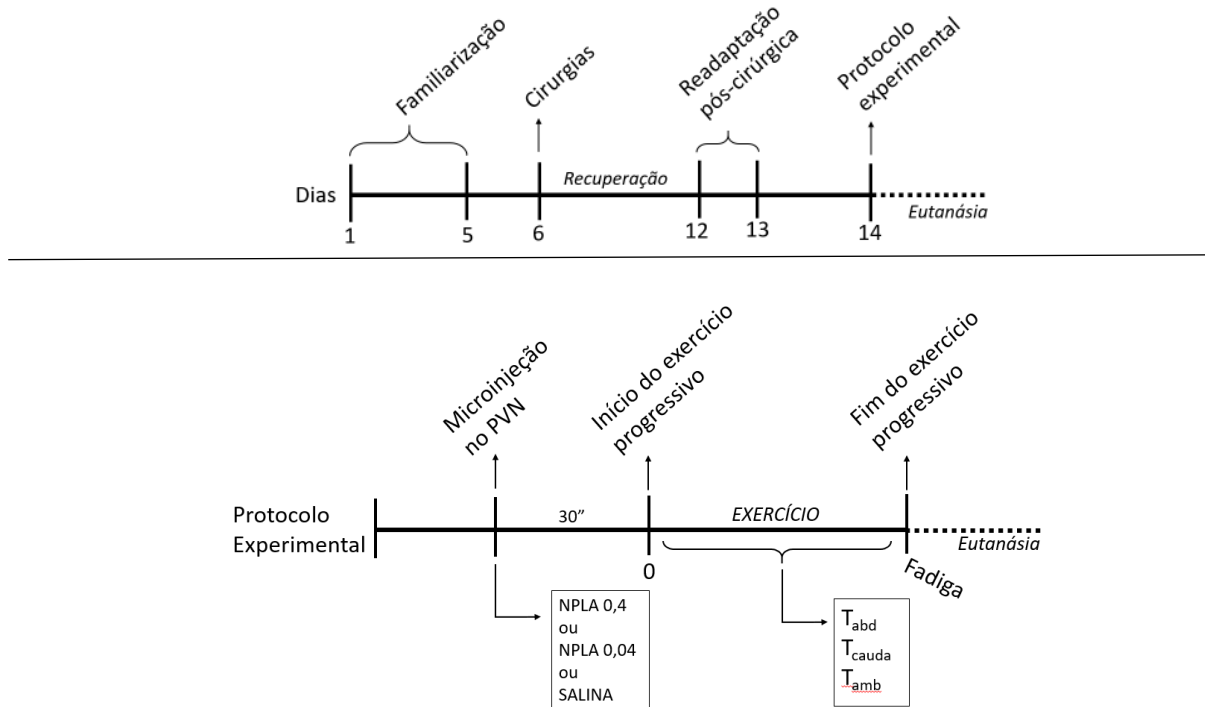 Familiarização
Cirurgias
Readaptação
pós-cirúrgica
Protocolo
experimental
Dias
Recuperação
Eutanásia
1
5
6
12
13
14
Microinjeção
no PVN
Início do exercício
progressivo
Fim do exercício
progressivo
Protocolo
Experimental
30”
EXERCÍCIO
Eutanásia
0
Fadiga
NPLA 0,4
ou
NPLA 0,04
ou
SALINA
Tabd
Tcauda
Tamb